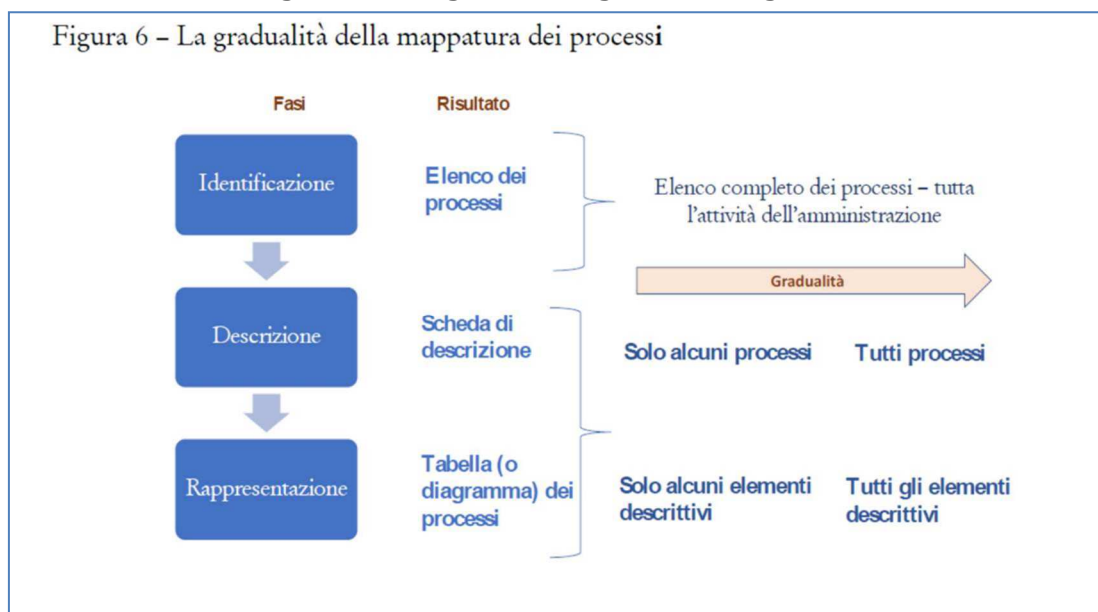 Figura 6 – La gradualità della mappatura dei processi
Fasi
Risultato
Identificazione
Elenco dei
processi
Elenco completo dei processi – tutta
l'attività dell'amministrazione
Gradualità
Descrizione
Scheda di
descrizione
Solo alcuni processi
Tutti processi
Rappresentazione
Tabella (o
diagramma) dei
processi
Solo alcuni elementi
descrittivi
Tutti gli elementi
descrittivi